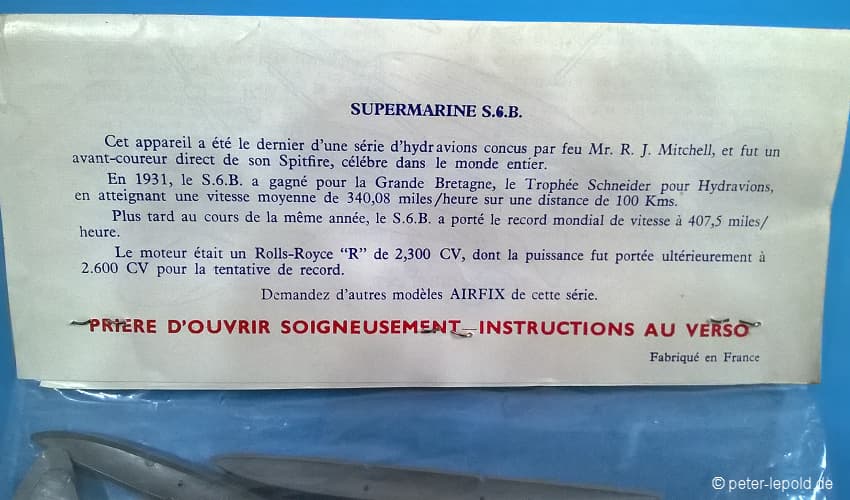 SUPERMARINE S.6.B.
Cet appareil a été le dernier d'une série d'hydravions concus par feu Mr. R. J. Mitchell, et fut un
avant-coureur direct de son Spitfire, célébre dans le monde entier.
En 1931, le S.6.B. a gagné pour la Grande Bretagne, le Trophée Schneider pour Hydravions,
en atteignant une vitesse moyenne de 340,08 miles/heure sur une distance de 100 Kms.
Plus tard au cours de la même année, le S.6.B. a porté le record mondial de vitesse à 407,5 miles/
heure.
Le moteur était un Rolls-Royce “R” de 2,300 CV, dont la puissance fut portée ultérieurement à
2.600 CV pour la tentative de record.
Demandez d'autres modèles AIRFIX de cette série.
PRIERE D'OUVRIR SOIGNEUSEMENT—INSTRUCTIONS AU VERSO
Fabriqué en France
© peter-lepold.de